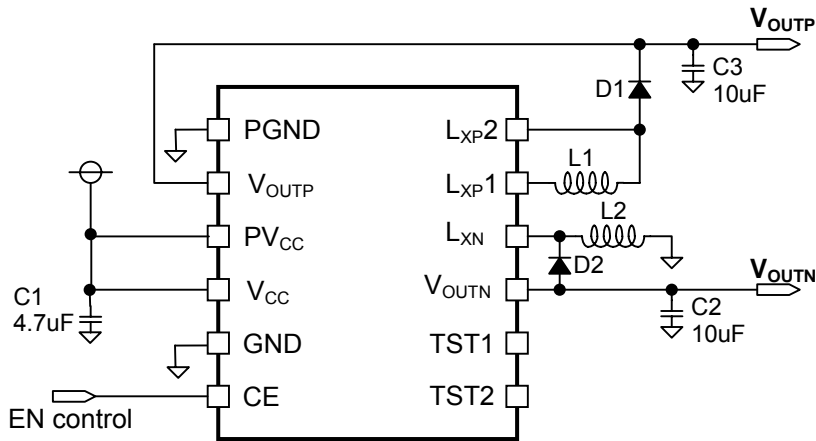 VOUTP
C3
10uF
D1
PGND
LXP2
L1
VOUTP
LXP1
L2
PVCC
LXN
D2
VOUTN
C1
4.7uF
VCC
VOUTN
C2
10uF
GND
TST1
CE
TST2
EN control